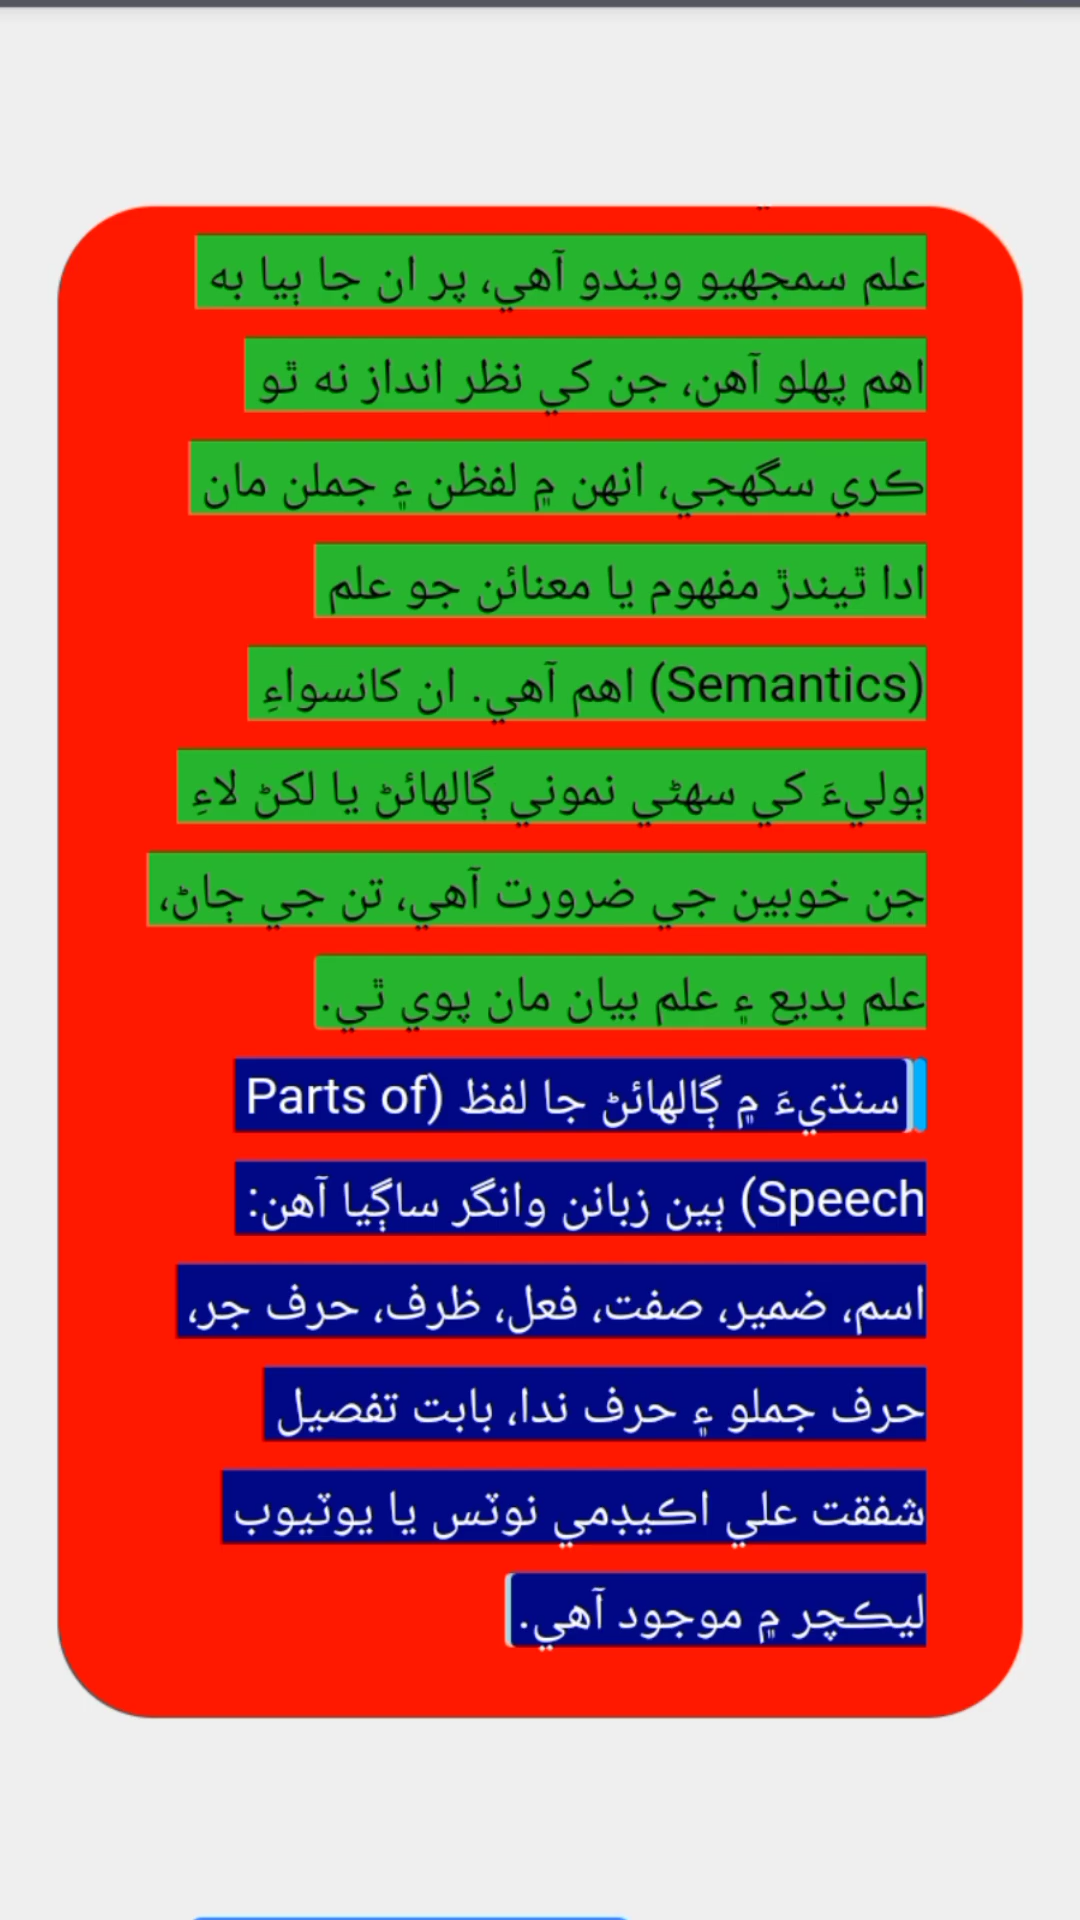 علم سمجهيو ويندو آهي، پر ان جا ٻيا به
اهم پهلو آهن، جن کي نظر انداز نه ٿو
ڪري سگهجي، انهن ۾ لفظن ۽ جملن مان
ادا ٿيندڙ مفهوم يا معنائن جو علم
(Semantics) اهم آهي. ان کانسواءِ
ٻوليءَ کي سهڻي نموني ڳالهائڻ يا لکڻ لاءِ
جن خوبين جي ضرورت آهي، تن جي ڄاڻ،
علم بديع ۽ علم بيان مان پوي ٿي.
سنڌيءَ ۾ ڳالهائڻ جا لفظ (Parts of
Speech) ٻين زبانن وانگر ساڳيا آهن:
اسم، ضمير، صفت، فعل، ظرف، حرف جر،
حرف جملو ۽ حرف ندا، بابت تفصيل
شفقت علي اڪيڊمي نوٽس يا يوٽيوب
ليڪچر ۾ موجود آهي.